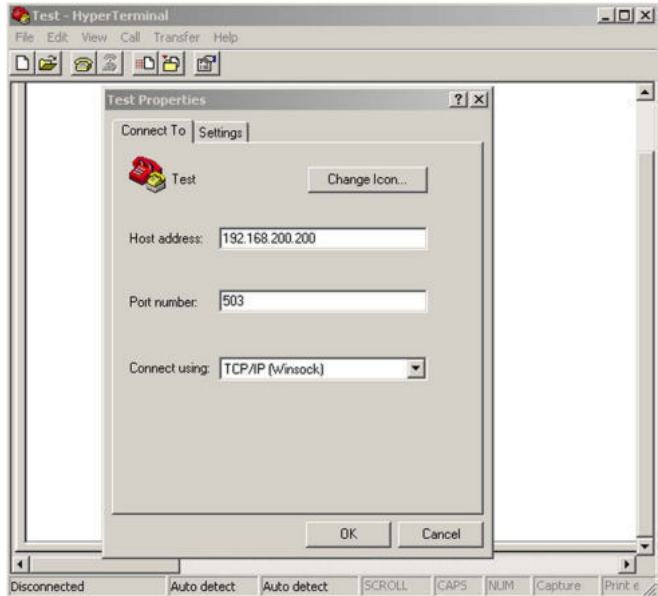 Test - HyperTerminal
File Edit View Call Transfer Help
Test Properties
Connect To Settings
Test
Change Icon...
Host address: 192.168.200.200
Port number: 503
Connect using: TCP/IP (Winsock)
OK Cancel
Disconnected Auto detect Auto detect SCROLL CAPS NUM Capture Print e